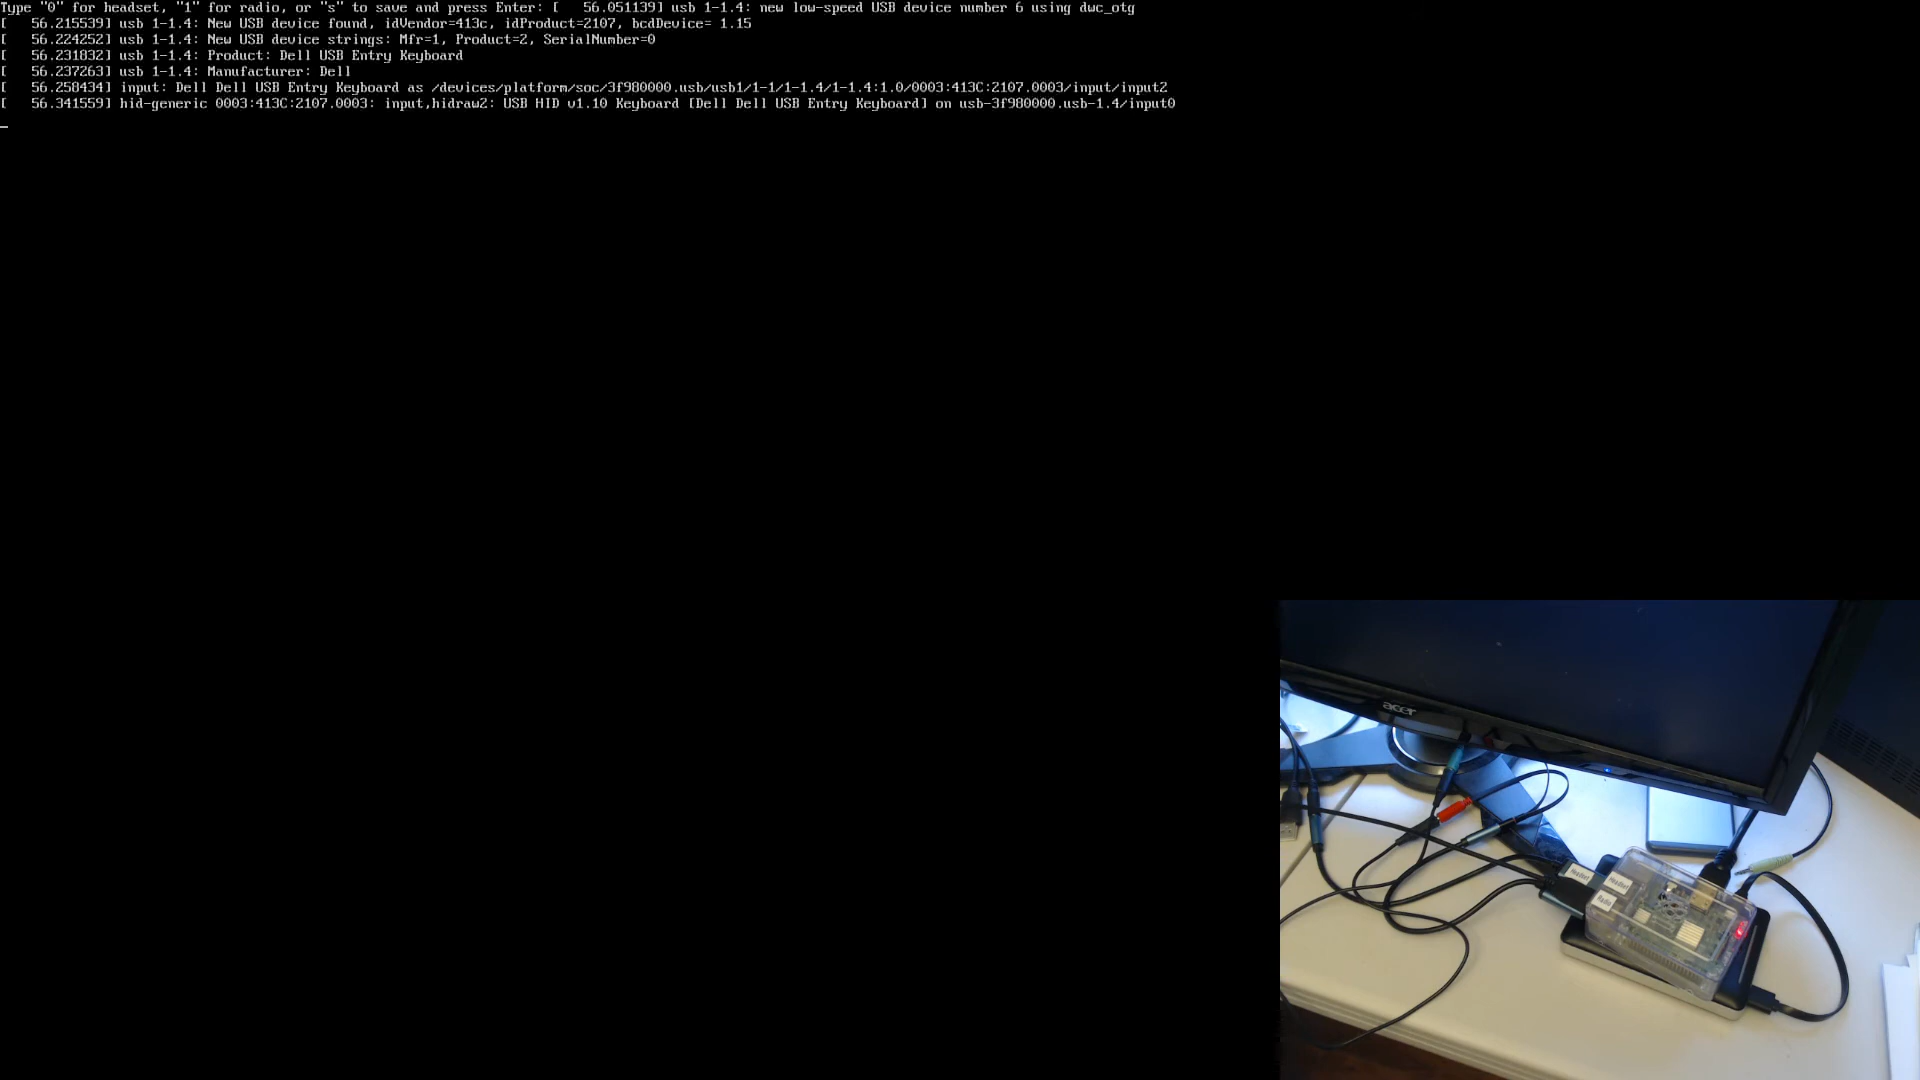 Type "0" for headset, "1" for radio, or "s" to save and press Enter: [   56.051139] usb 1-1.4: new low-speed USB device number 6 using dwc_otg
[   56.215539] usb 1-1.4: New USB device found, idVendor=413c, idProduct=2107, bcdDevice= 1.15
[   56.224252] usb 1-1.4: New USB device strings: Mfr=1, Product=2, SerialNumber=0
[   56.231832] usb 1-1.4: Product: Dell USB Entry Keyboard
[   56.237263] usb 1-1.4: Manufacturer: Dell
[   56.258434] input: Dell Dell USB Entry Keyboard as /devices/platform/soc/3f980000.usb/usb1/1-1/1-1.4/1-1.4:1.0/0003:413C:2107.0003/input/input2
[   56.341559] hid-generic 0003:413C:2107.0003: input,hidraw2: USB HID v1.10 Keyboard [Dell Dell USB Entry Keyboard] on usb-3f980000.usb-1.4/input0
acer
Headset
Headset
Radio